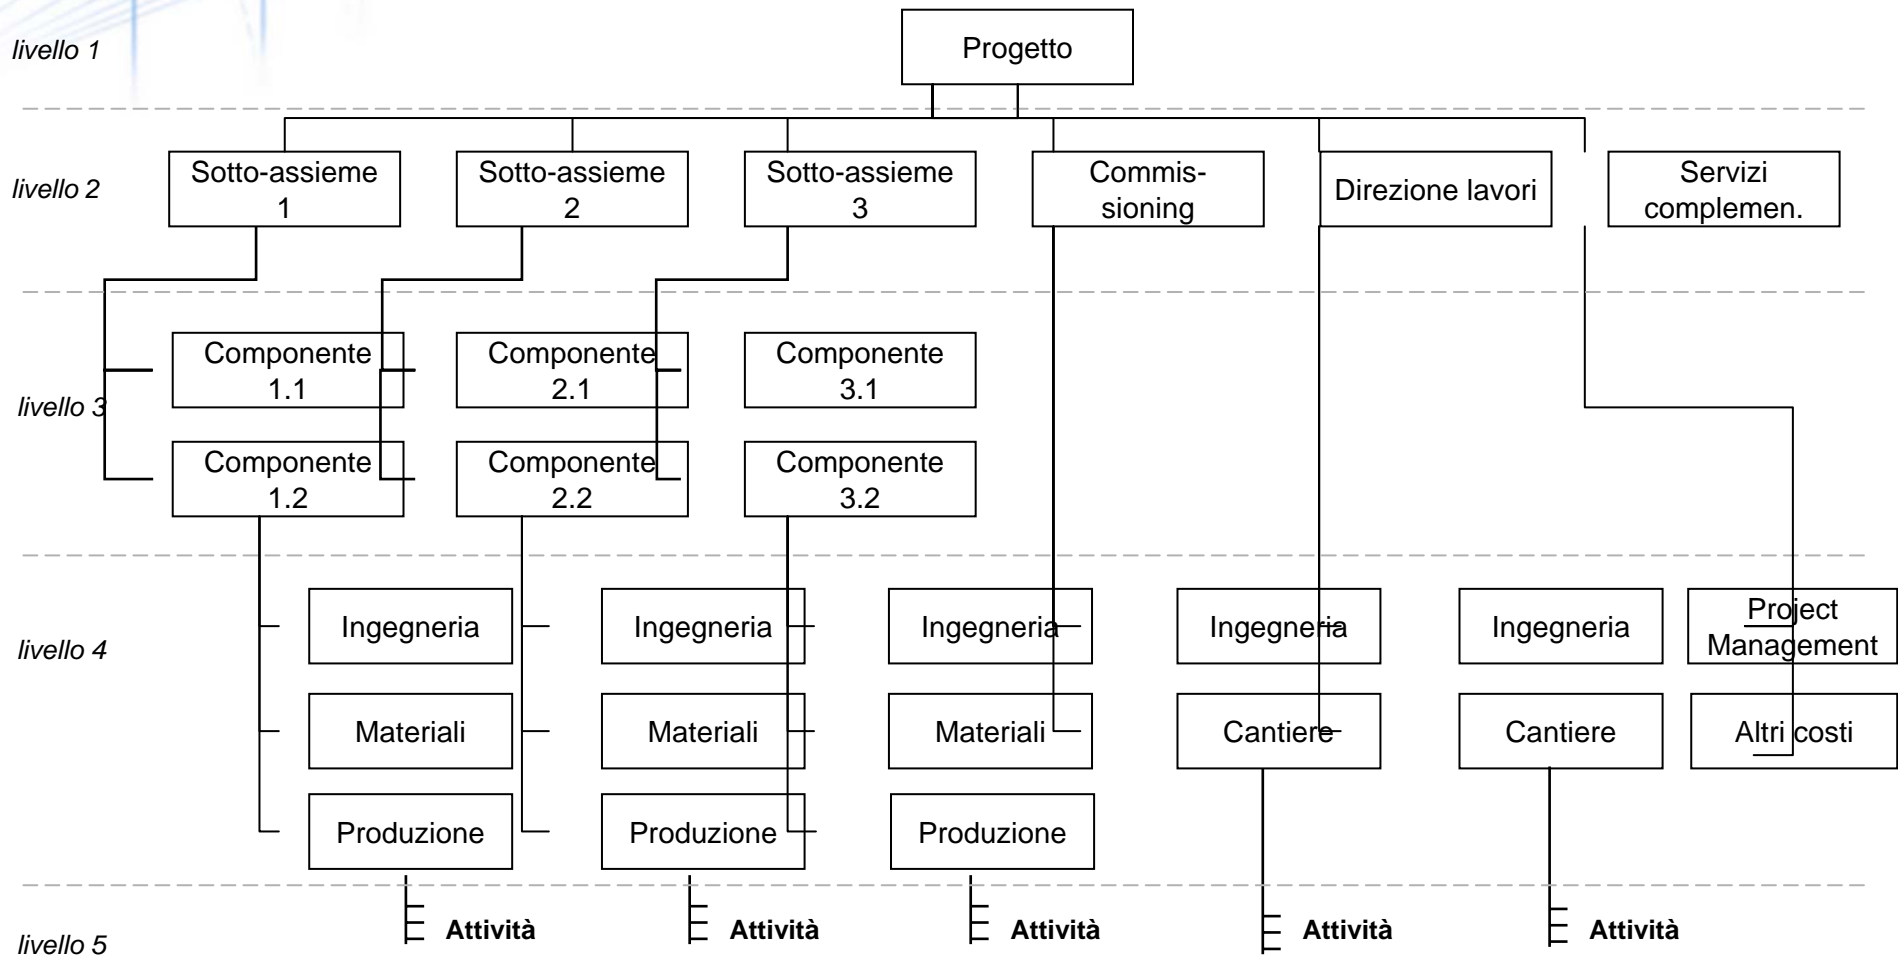 livello 1
Progetto
livello 2
Sotto-assieme
1
Sotto-assieme
2
Sotto-assieme
3
Commis-
sioning
Direzione lavori
Servizi
complemen.
livello 3
Componente
1.1
Componente
2.1
Componente
3.1
Componente
1.2
Componente
2.2
Componente
3.2
livello 4
Ingegneria
Ingegneria
Ingegneria
Ingegneria
Ingegneria
Project
Management
Materiali
Materiali
Materiali
Cantiere
Cantiere
Altri costi
Produzione
Produzione
Produzione
livello 5
Attività
Attività
Attività
Attività
Attività